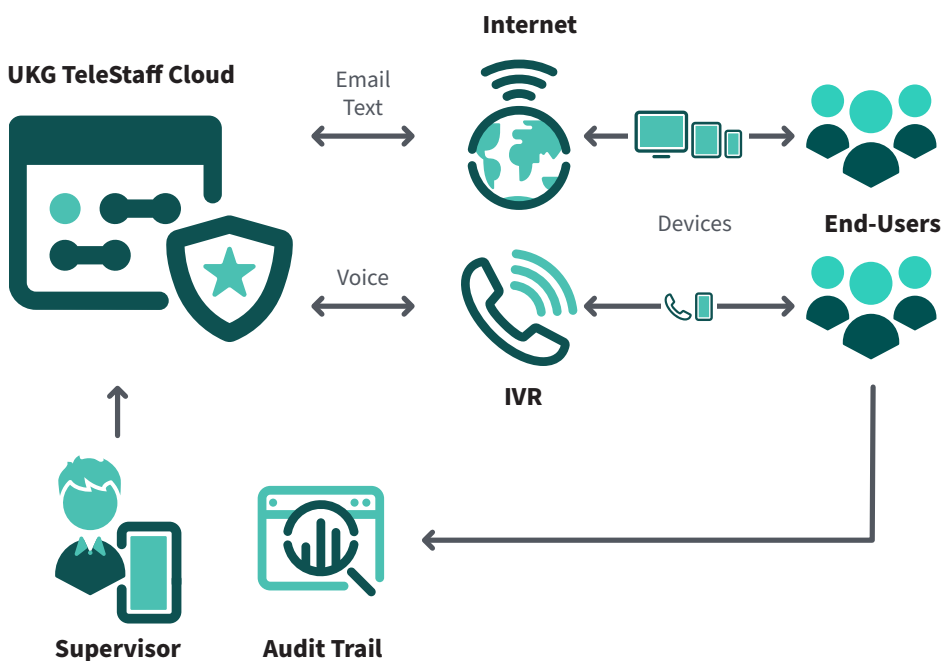 Internet
UKG TeleStaff Cloud
Email
Text
Devices
End-Users
Voice
IVR
Supervisor
Audit Trail